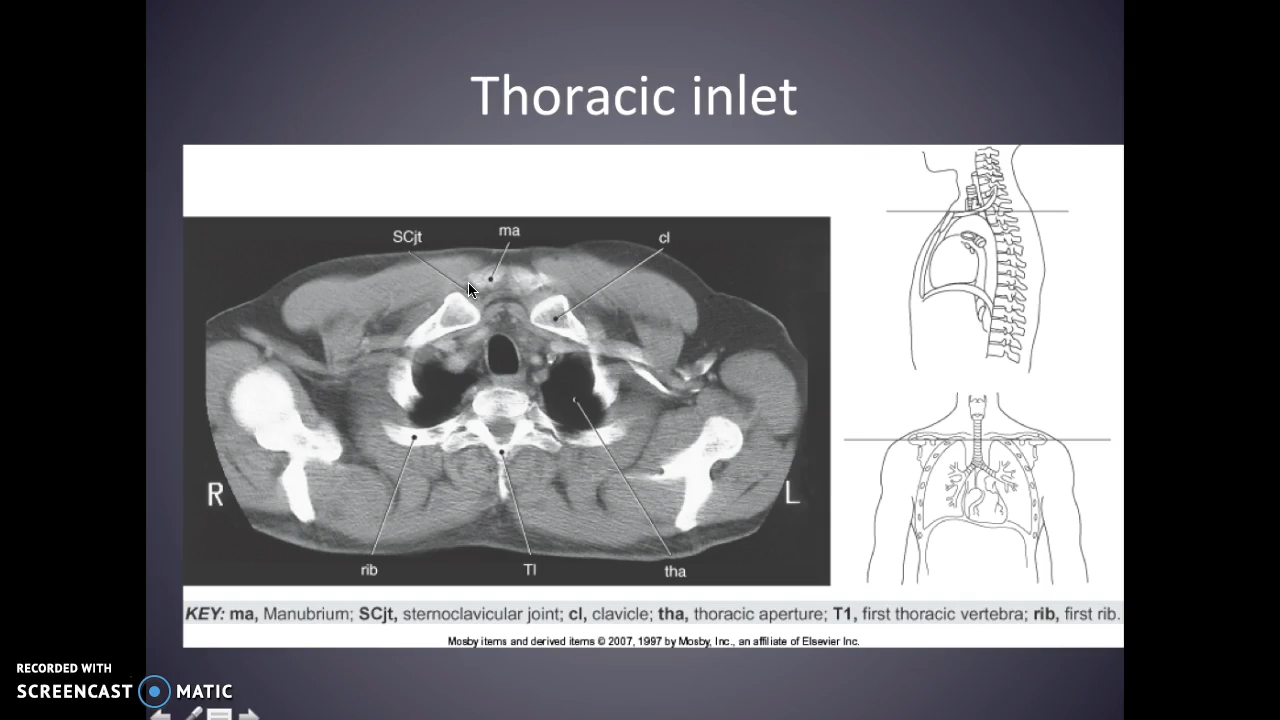 Thoracic inlet
SCjt
ma
cl
R
L
rib
TI
tha
KEY: ma, Manubrium; SCjt, sternoclavicular joint; cl, clavicle; tha, thoracic aperture; T1, first thoracic vertebra; rib, first rib.
Mosby items and derived items © 2007, 1997 by Mosby, Inc., an affiliate of Elsevier Inc.
RECORDED WITH
SCREENCAST MATIC